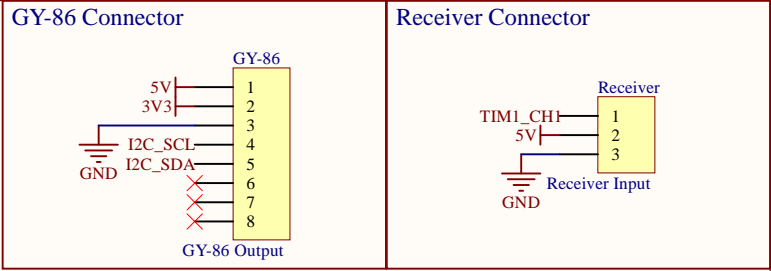 GY-86 Connector
GY-86
5V 1
3V3 2
3
I2C_SCL 4
I2C_SDA 5
GND
6
7
8
GY-86 Output
Receiver Connector
Receiver
TIM1_CH1 1
5V 2
3
Receiver Input
GND